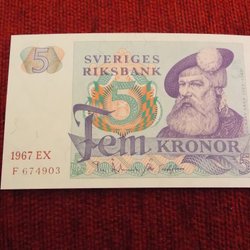 5
SVERIGES
RIKSBANK
5
Fem KRONOR
1967 EX
F 674903